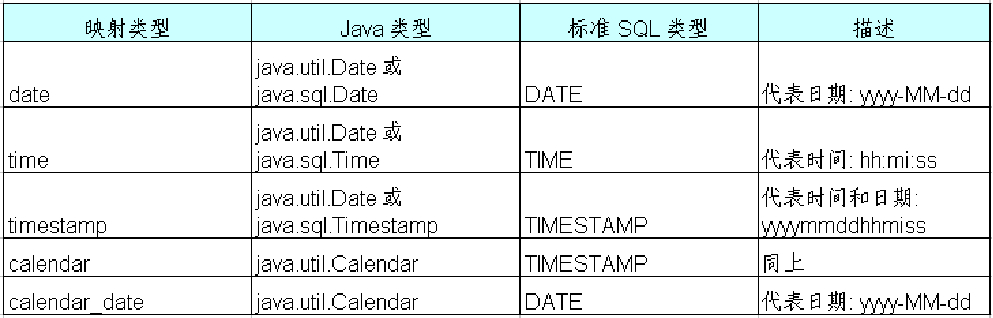 映射类型 Java 类型 标准 SQL 类型 描述
java.util.Date 或
date java.sql.Date DATE 代表日期: yyyy-MM-dd
java.util.Date 或
time java.sql.Time TIME 代表时间: hh:mi:ss
java.util.Date 或 代表时间和日期:
timestamp java.sql.Timestamp TIMESTAMP yyyymmddhhmiss
calendar java.util.Calendar TIMESTAMP 同上
calendar_date java.util.Calendar DATE 代表日期: yyyy-MM-dd